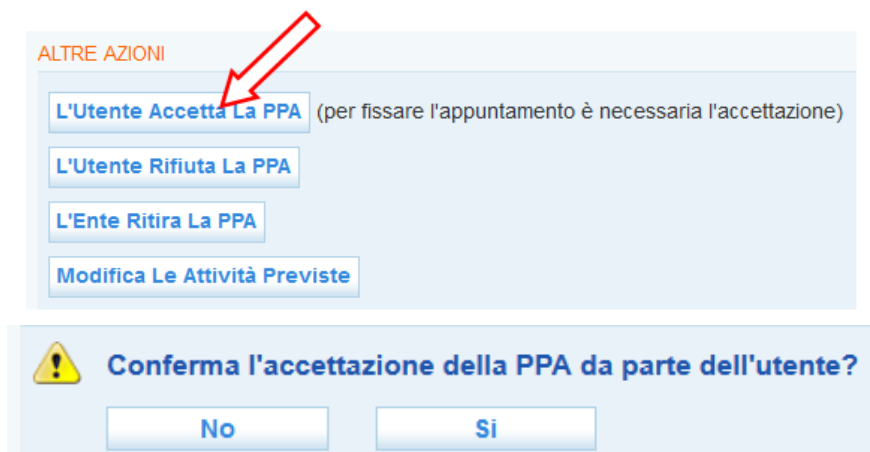 ALTRE AZIONI
L'Utente Accetta La PPA (per fissare l'appuntamento è necessaria l'accettazione)
L'Utente Rifiuta La PPA
L'Ente Ritira La PPA
Modifica Le Attività Previste
Conferma l'accettazione della PPA da parte dell'utente?
No Si